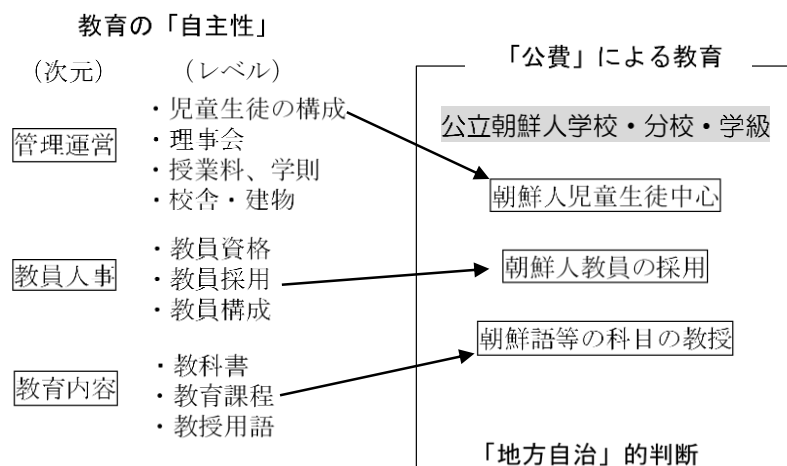 教育の「自主性」
(次元)
(レベル)
管理運営
・児童生徒の構成
・理事会
・授業料、学則
・校舎・建物
教員人事
・教員資格
・教員採用
・教員構成
教育内容
・教科書
・教育課程
・教授用語
「公費」による教育
公立朝鮮人学校・分校・学級
朝鮮人児童生徒中心
朝鮮人教員の採用
朝鮮語等の科目の教授
「地方自治」的判断